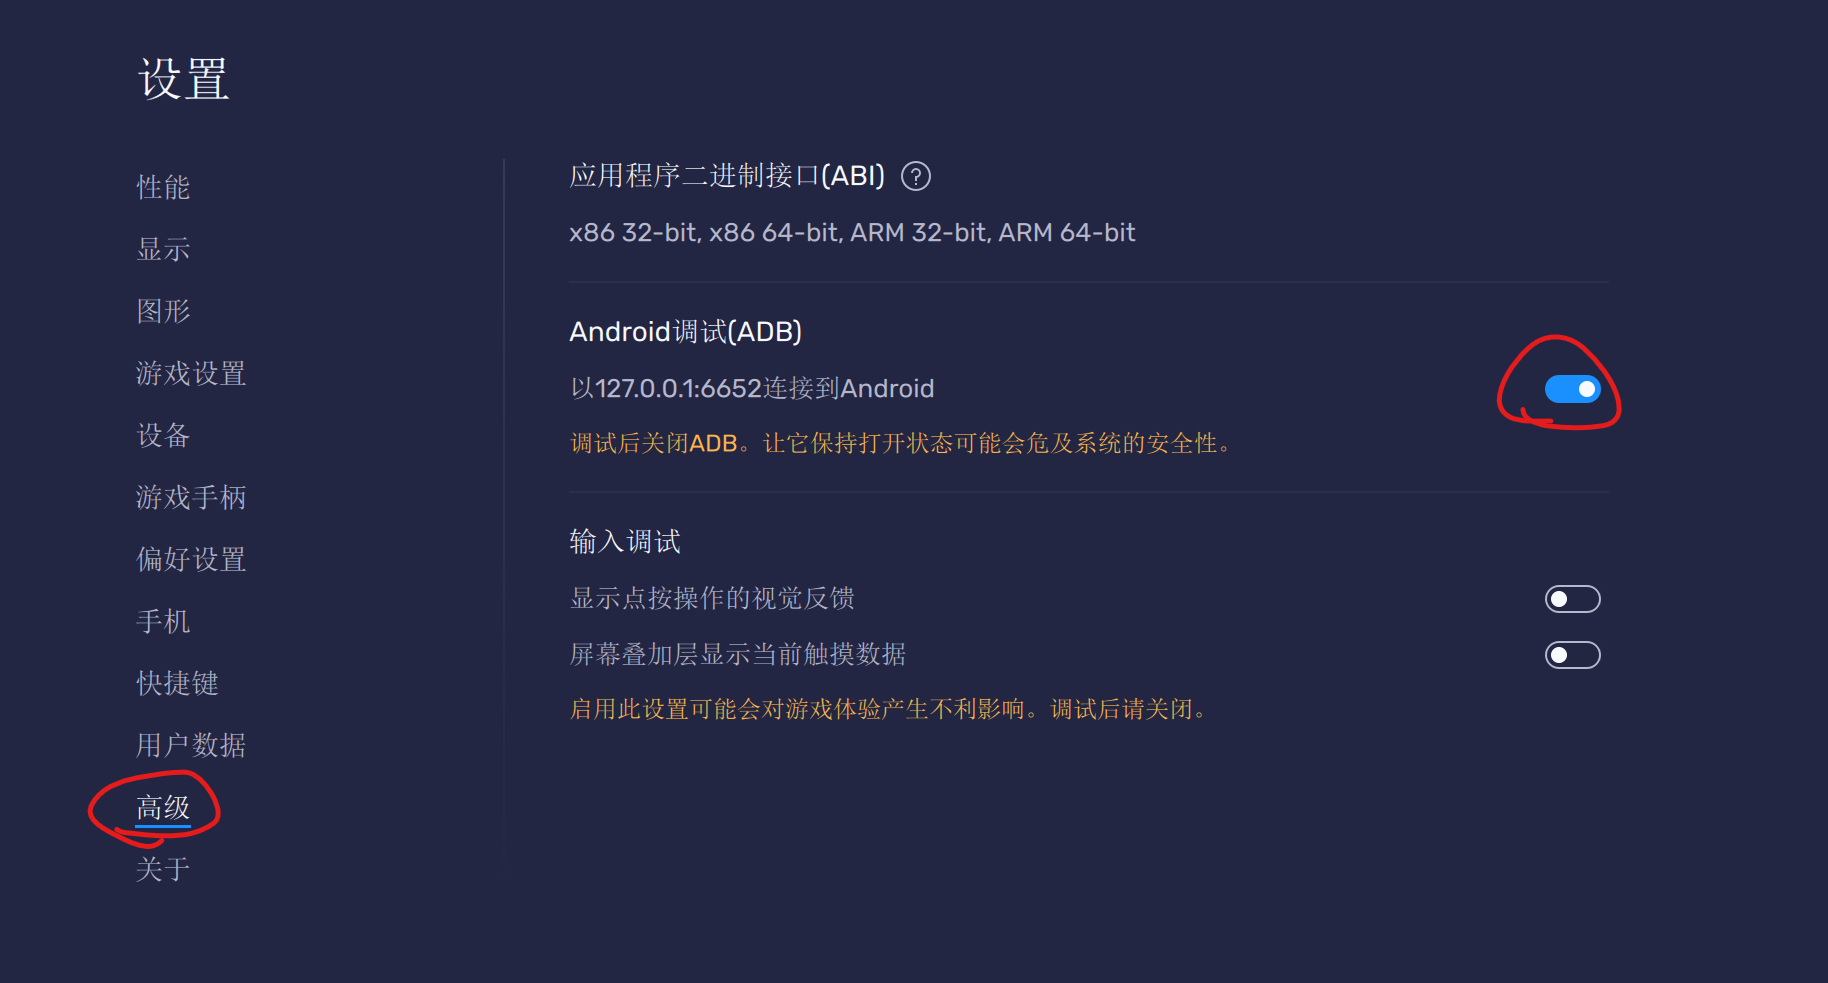 设置
性能
显示
图形
游戏设置
设备
游戏手柄
偏好设置
手机
快捷键
用户数据
高级
关于
应用程序二进制接口(ABI) ?
x86 32-bit, x86 64-bit, ARM 32-bit, ARM 64-bit
Android调试(ADB)
以127.0.0.1:6652连接到Android
调试后关闭ADB。让它保持打开状态可能会危及系统的安全性。
输入调试
显示点按操作的视觉反馈
屏幕叠加层显示当前触摸数据
启用此设置可能会对游戏体验产生不利影响。调试后请关闭。